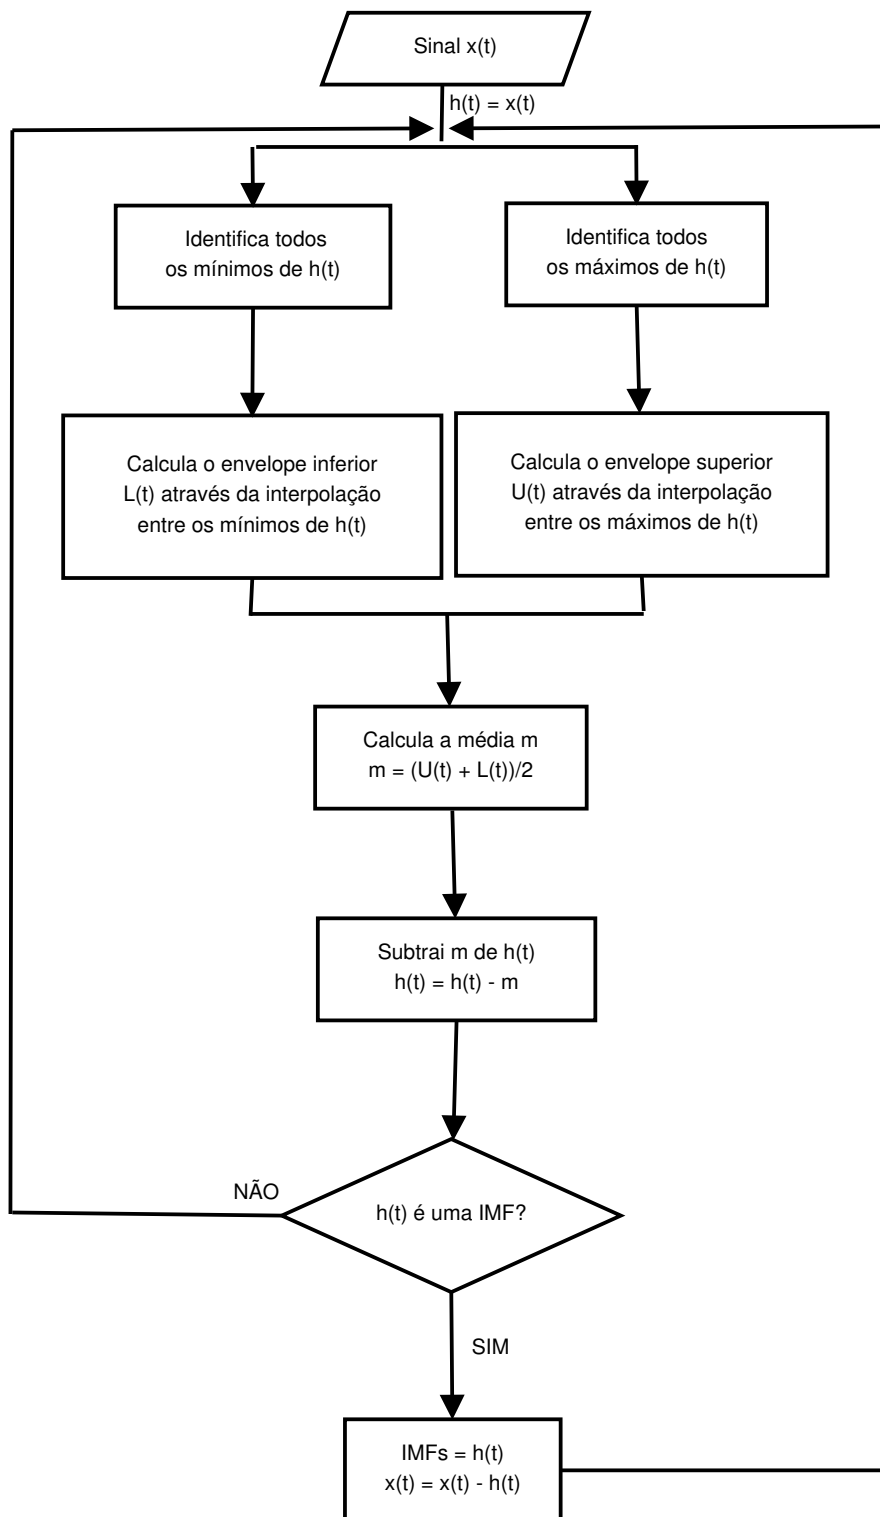 Sinal x(t)
h(t) = x(t)
Identifica todos
os mínimos de h(t)
Identifica todos
os máximos de h(t)
Calcula o envelope inferior
L(t) através da interpolação
entre os mínimos de h(t)
Calcula o envelope superior
U(t) através da interpolação
entre os máximos de h(t)
Calcula a média m
m = (U(t) + L(t))/2
Subtrai m de h(t)
h(t) = h(t) - m
NÃO
h(t) é uma IMF?
SIM
IMFs = h(t)
x(t) = x(t) - h(t)